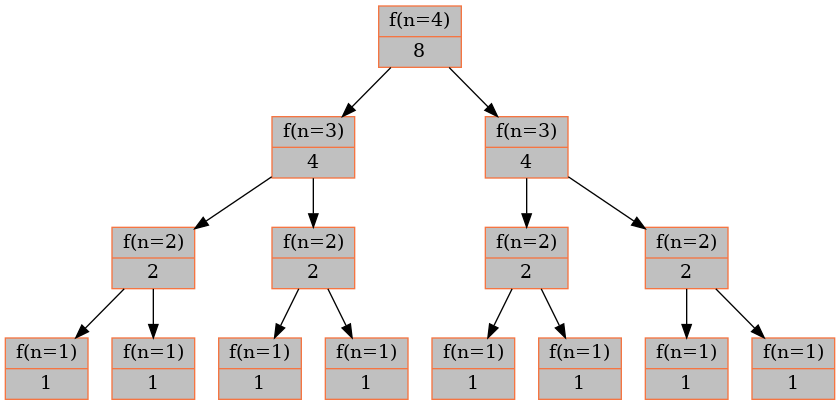 f(n=4)
8
f(n=3)
4
f(n=3)
4
f(n=2)
2
f(n=2)
2
f(n=2)
2
f(n=2)
2
f(n=1)
1
f(n=1)
1
f(n=1)
1
f(n=1)
1
f(n=1)
1
f(n=1)
1
f(n=1)
1
f(n=1)
1